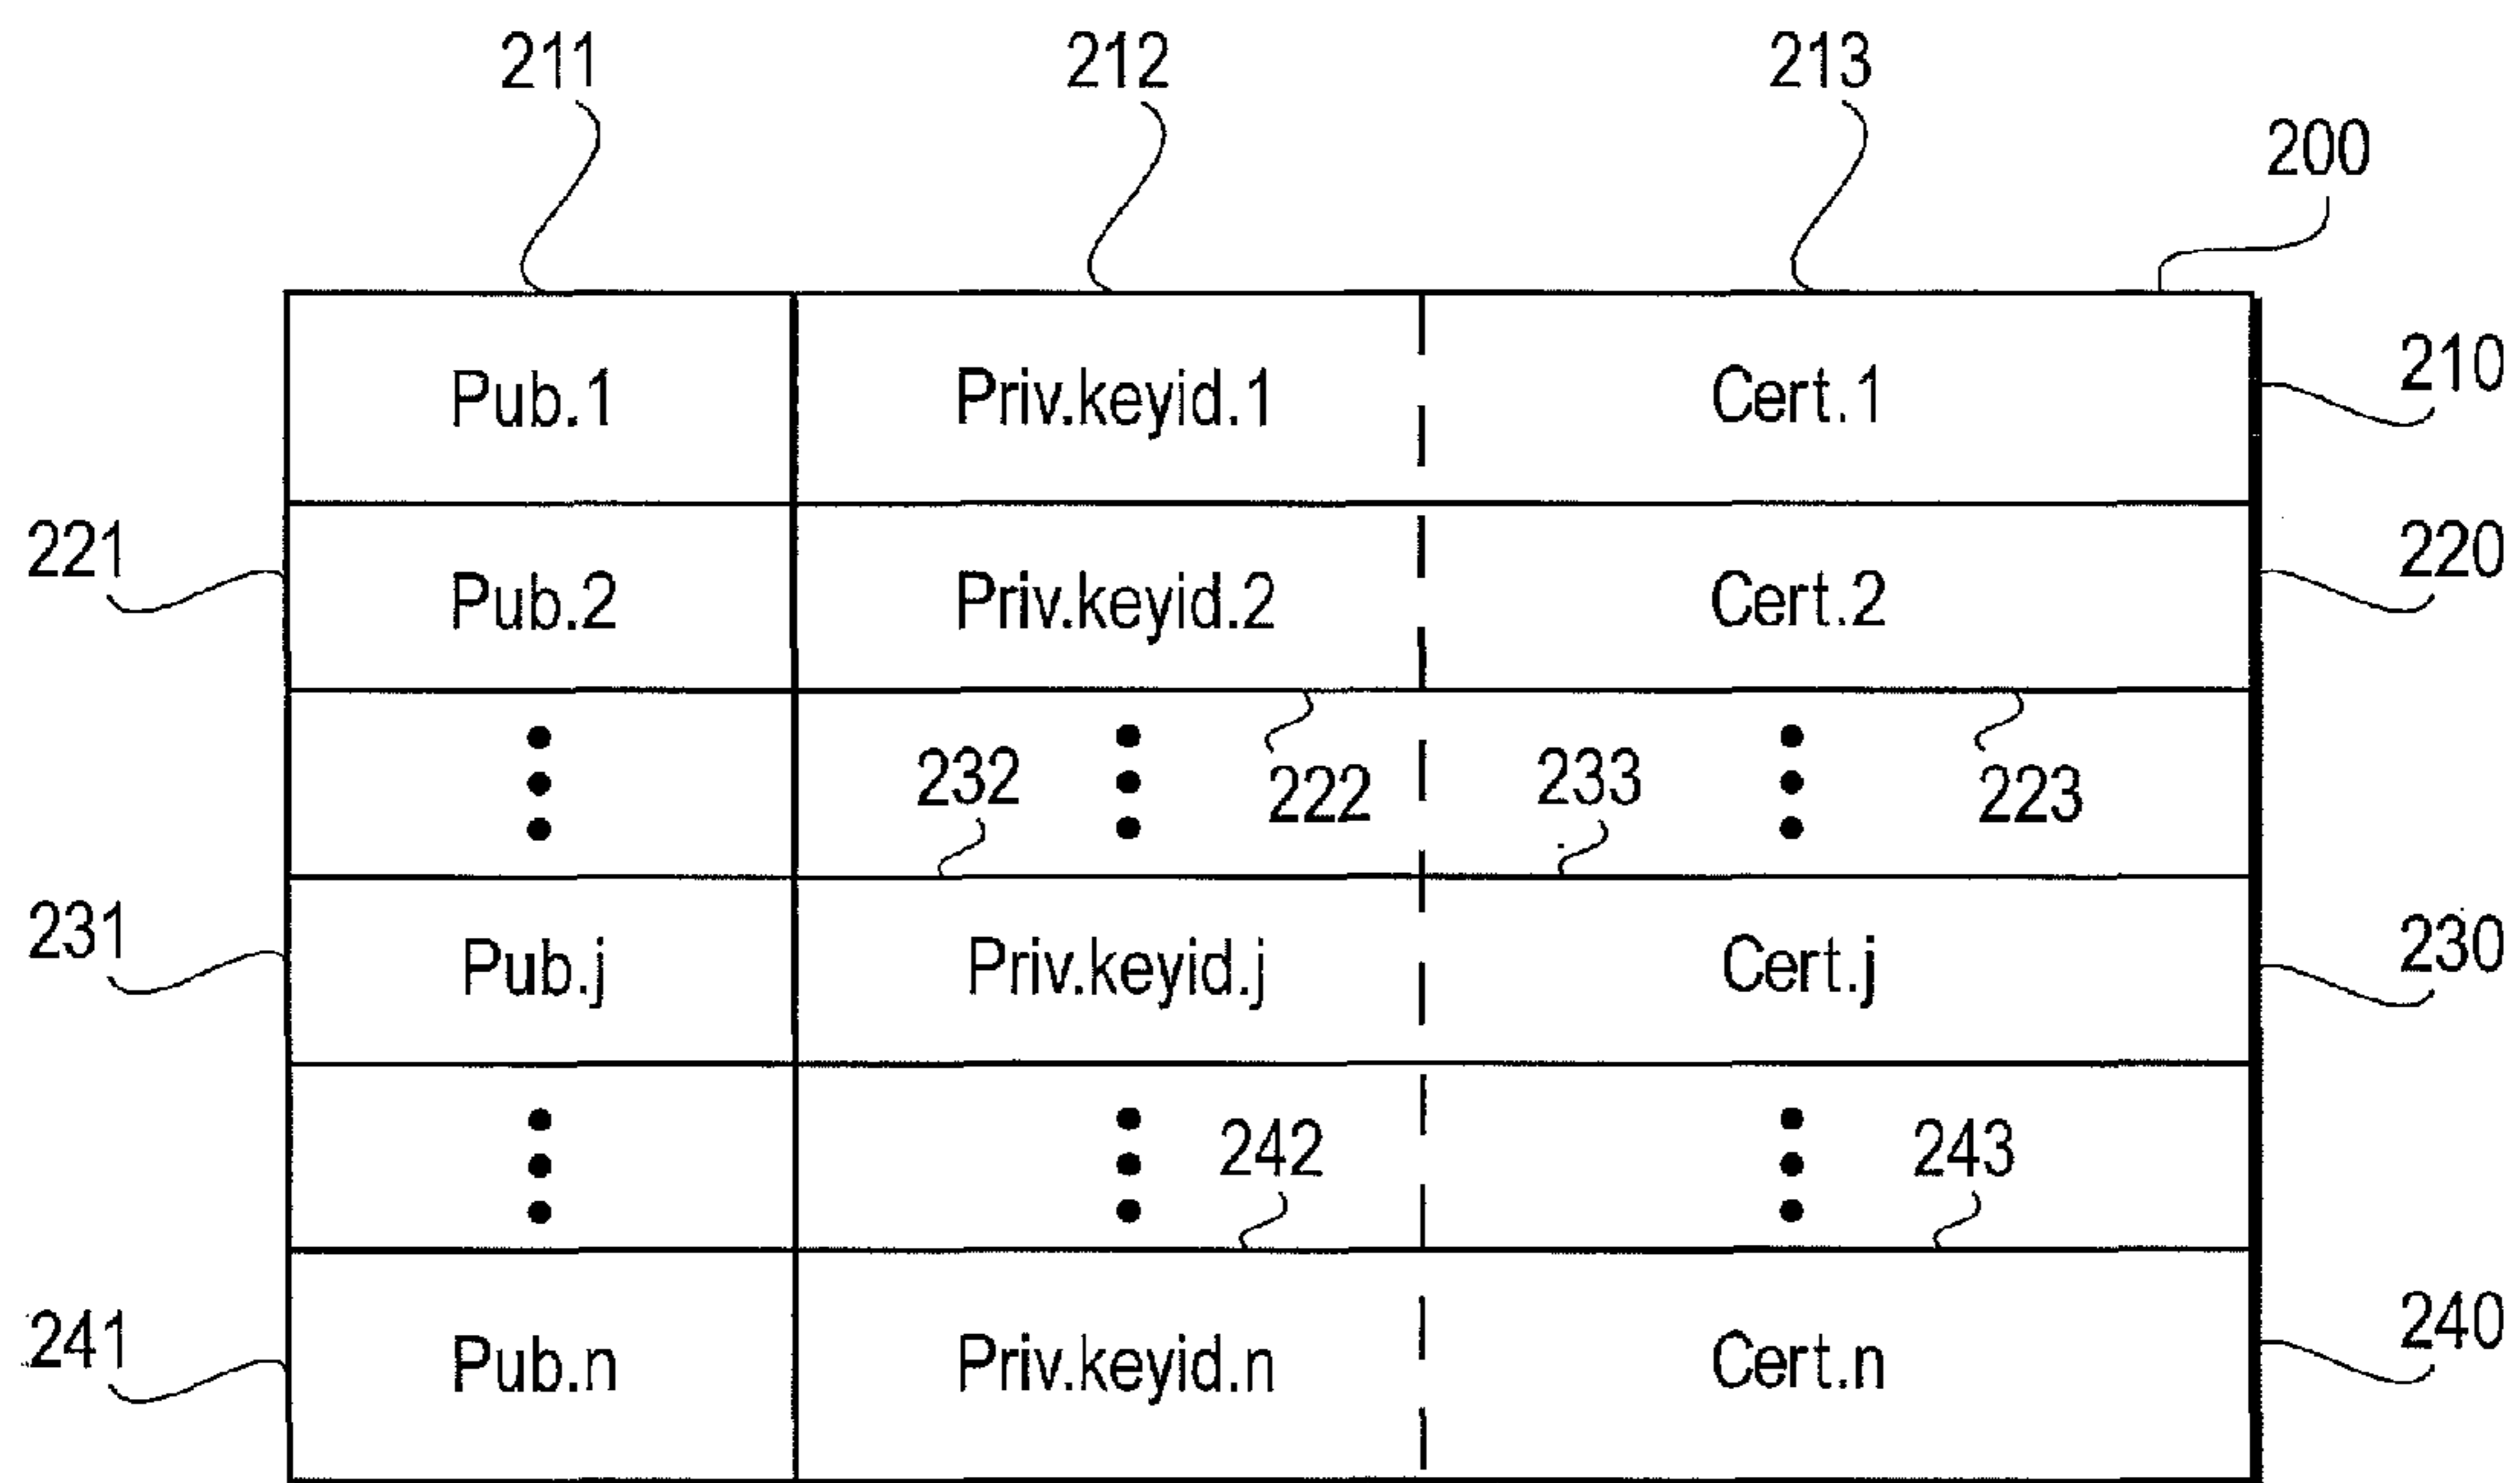 211 212 213
200
Pub.1 Priv.keyid.1 Cert.1 210
221 Pub.2 Priv.keyid.2 Cert.2 220
232 222 233 223
231 Pub.j Priv.keyid.j Cert.j 230
242 243
241 Pub.n Priv.keyid.n Cert.n 240